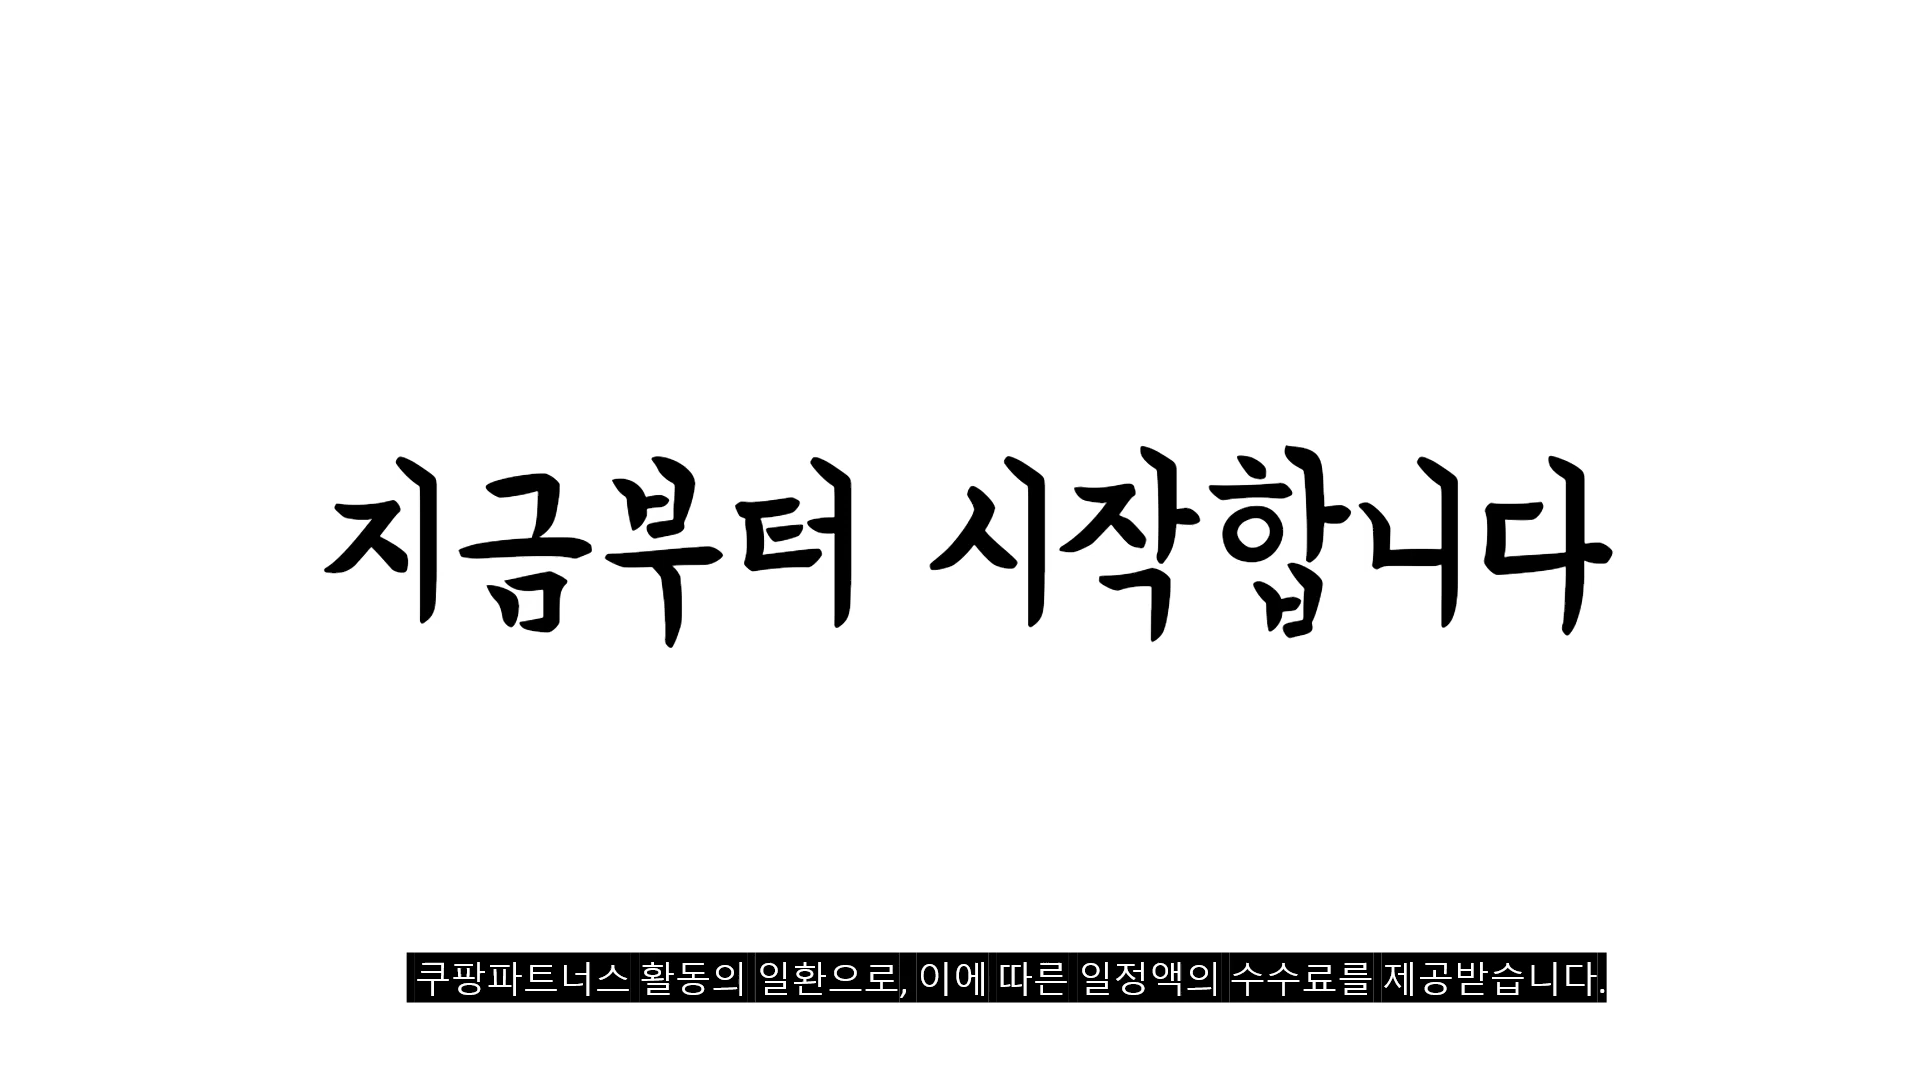 지금부터 시작합니다
쿠팡파트너스 활동의 일환으로, 이에 따른 일정액의 수수료를 제공받습니다.